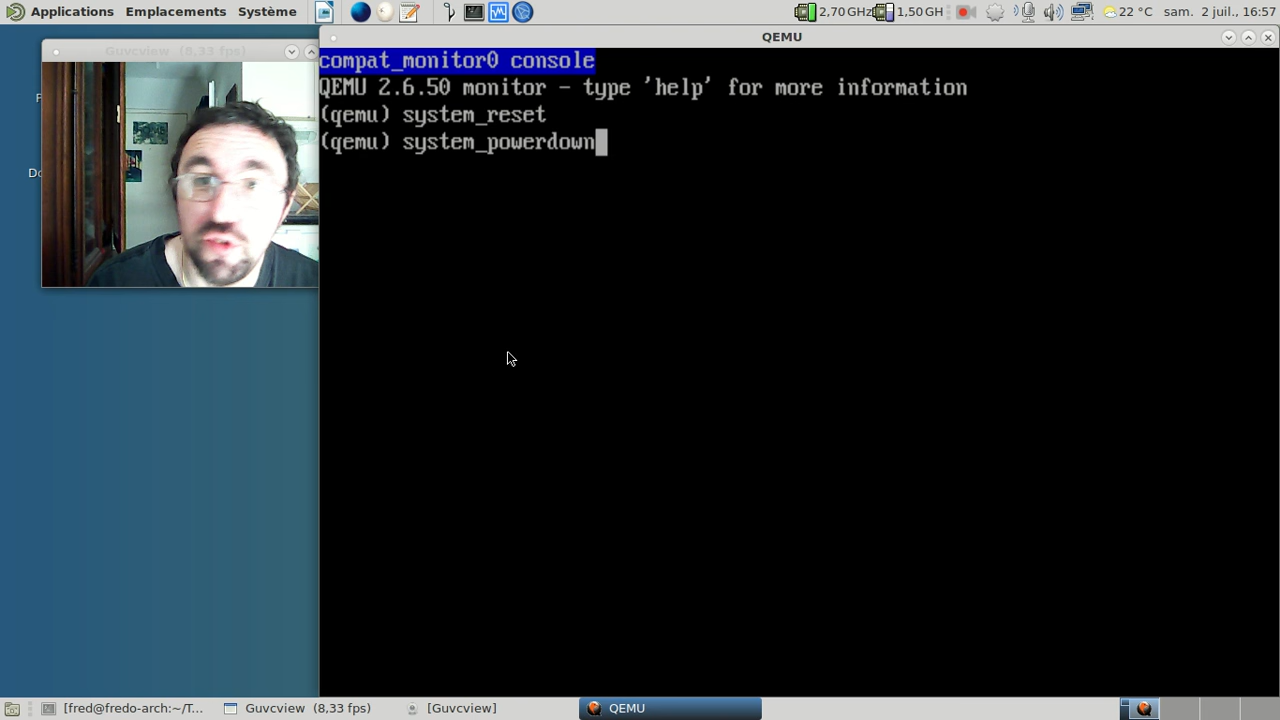 Applications Emplacements Système 2,70 GHz 1,50 GH 22 °C sam. 2 juil., 16:57
Guvcview (8,33 fps)
QEMU
compat_monitor0 console
QEMU 2.6.50 monitor - type 'help' for more information
(qemu) system_reset
(qemu) system_powerdown
[fred@fredo-arch:~/T... Guvcview (8,33 fps) [Guvcview] QEMU